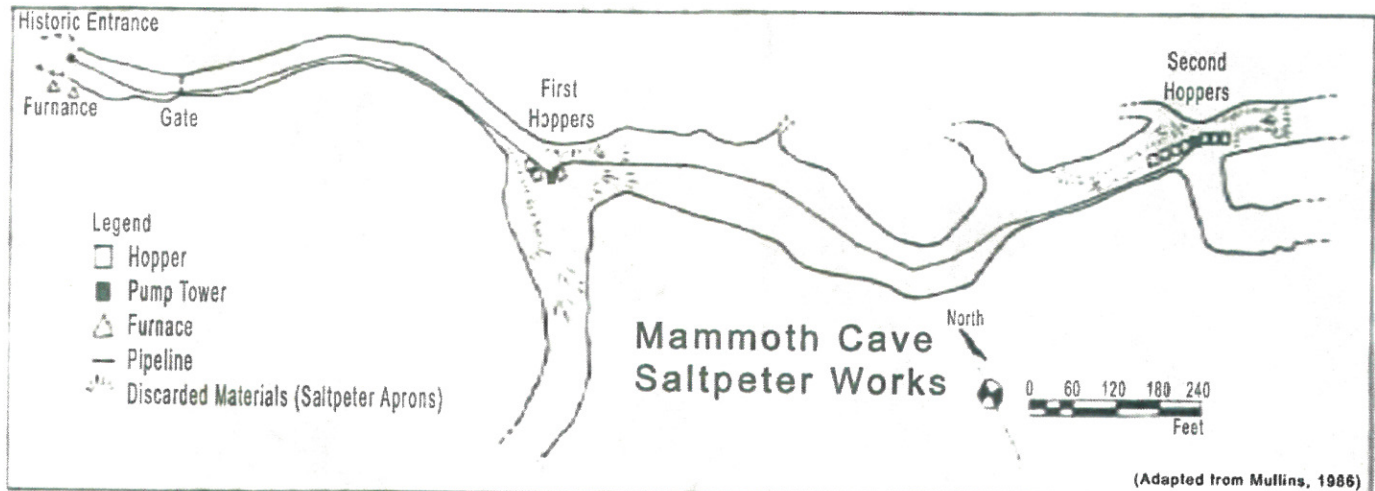 Historic Entrance
Furnance
Gate
First
Hoppers
Second
Hoppers
Legend
Hopper
Pump Tower
Furnace
Pipeline
Discarded Materials (Saltpeter Aprons)
Mammoth Cave
Saltpeter Works
North
0 60 120 180 240
Feet
(Adapted from Mullins, 1986)